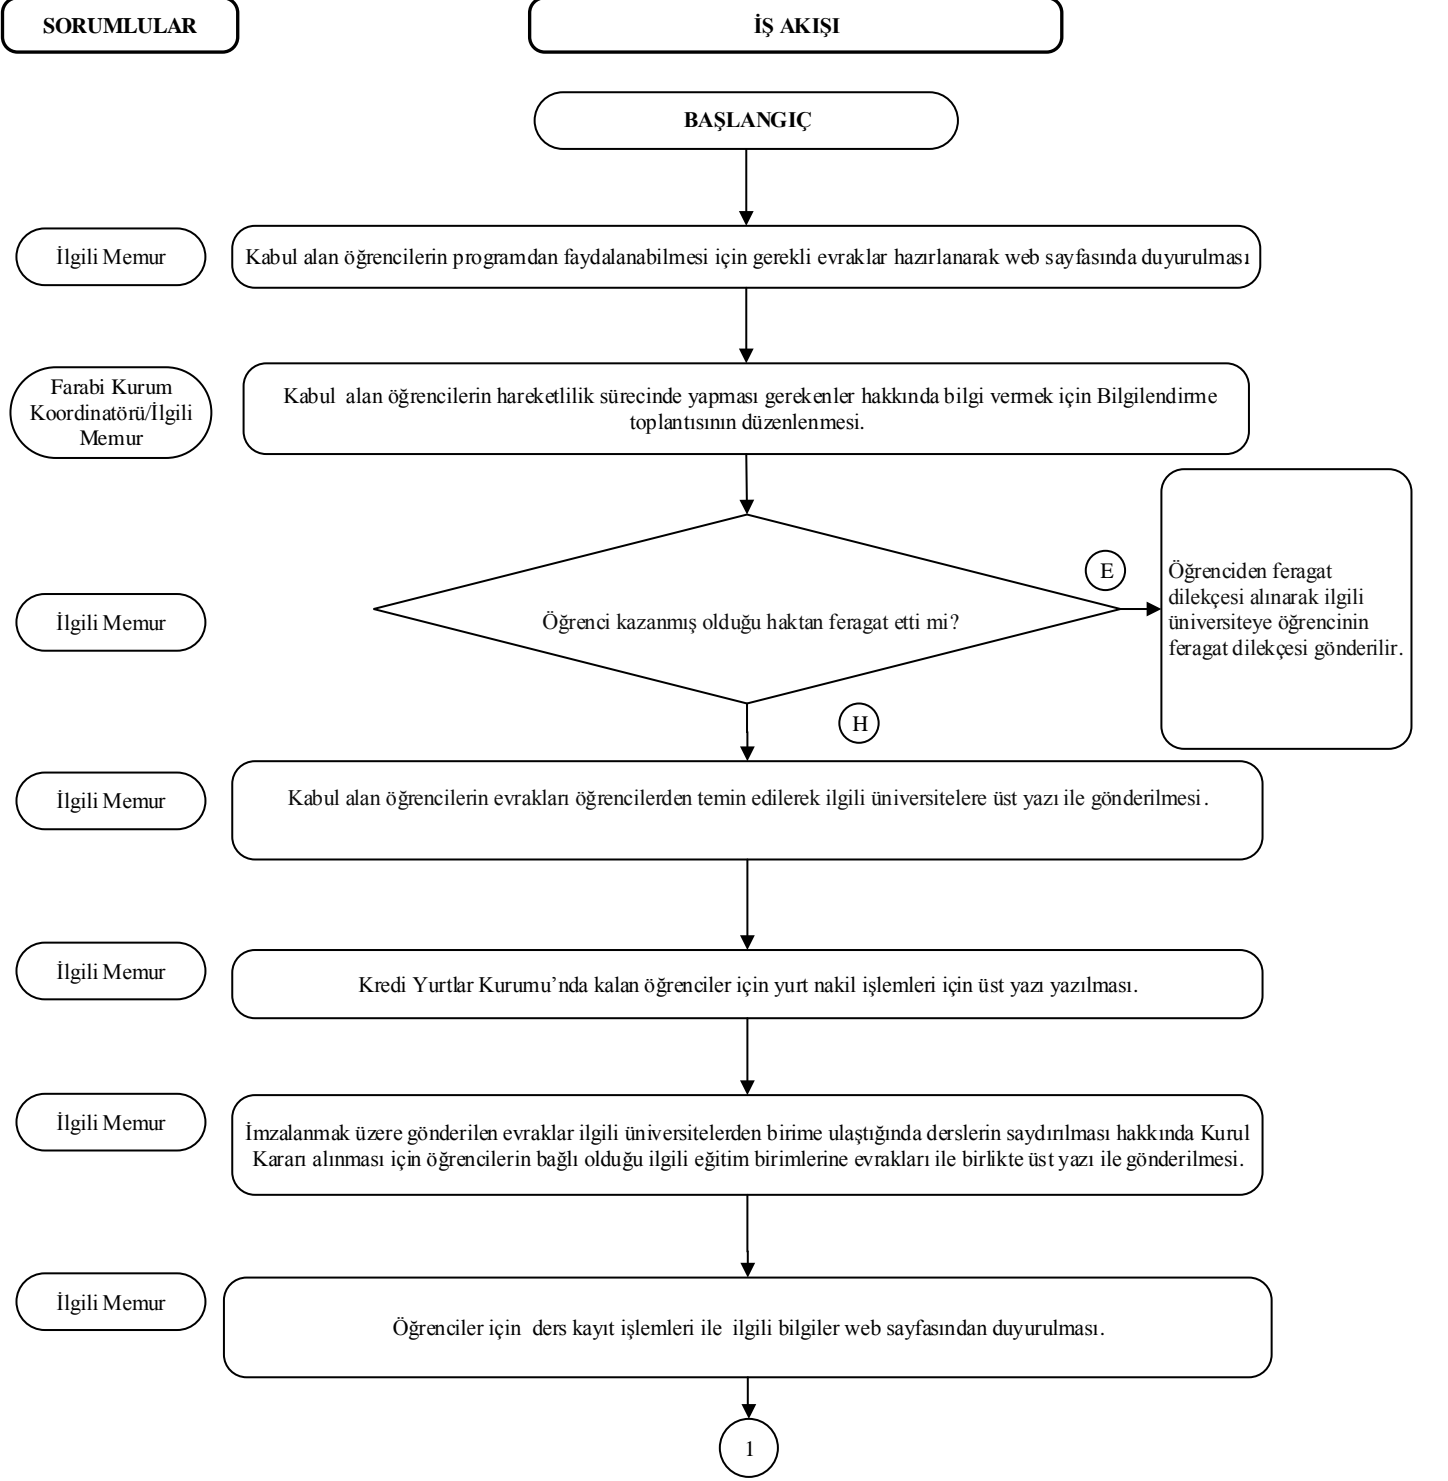 SORUMLULAR
İŞ AKIŞI
BAŞLANGIÇ
İlgili Memur
Kabul alan öğrencilerin programdan faydalanabilmesi için gerekli evraklar hazırlanarak web sayfasında duyurulması
Farabi Kurum
Koordinatörü/İlgili
Memur
Kabul alan öğrencilerin hareketlilik sürecinde yapması gerekenler hakkında bilgi vermek için Bilgilendirme
toplantısının düzenlenmesi.
İlgili Memur
Öğrenci kazanmış olduğu haktan feragat etti mi?
E
Öğrenciden feragat
dilekçesi alınarak ilgili
üniversiteye öğrencinin
feragat dilekçesi gönderilir.
H
İlgili Memur
Kabul alan öğrencilerin evrakları öğrencilerden temin edilerek ilgili üniversitelere üst yazı ile gönderilmesi.
İlgili Memur
Kredi Yurtlar Kurumu’nda kalan öğrenciler için yurt nakil işlemleri için üst yazı yazılması.
İlgili Memur
İmzalanmak üzere gönderilen evraklar ilgili üniversitelerden birime ulaştığında derslerin saydırılması hakkında Kurul
Kararı alınması için öğrencilerin bağlı olduğu ilgili eğitim birimlerine evrakları ile birlikte üst yazı ile gönderilmesi.
İlgili Memur
Öğrenciler için ders kayıt işlemleri ile ilgili bilgiler web sayfasından duyurulması.
1